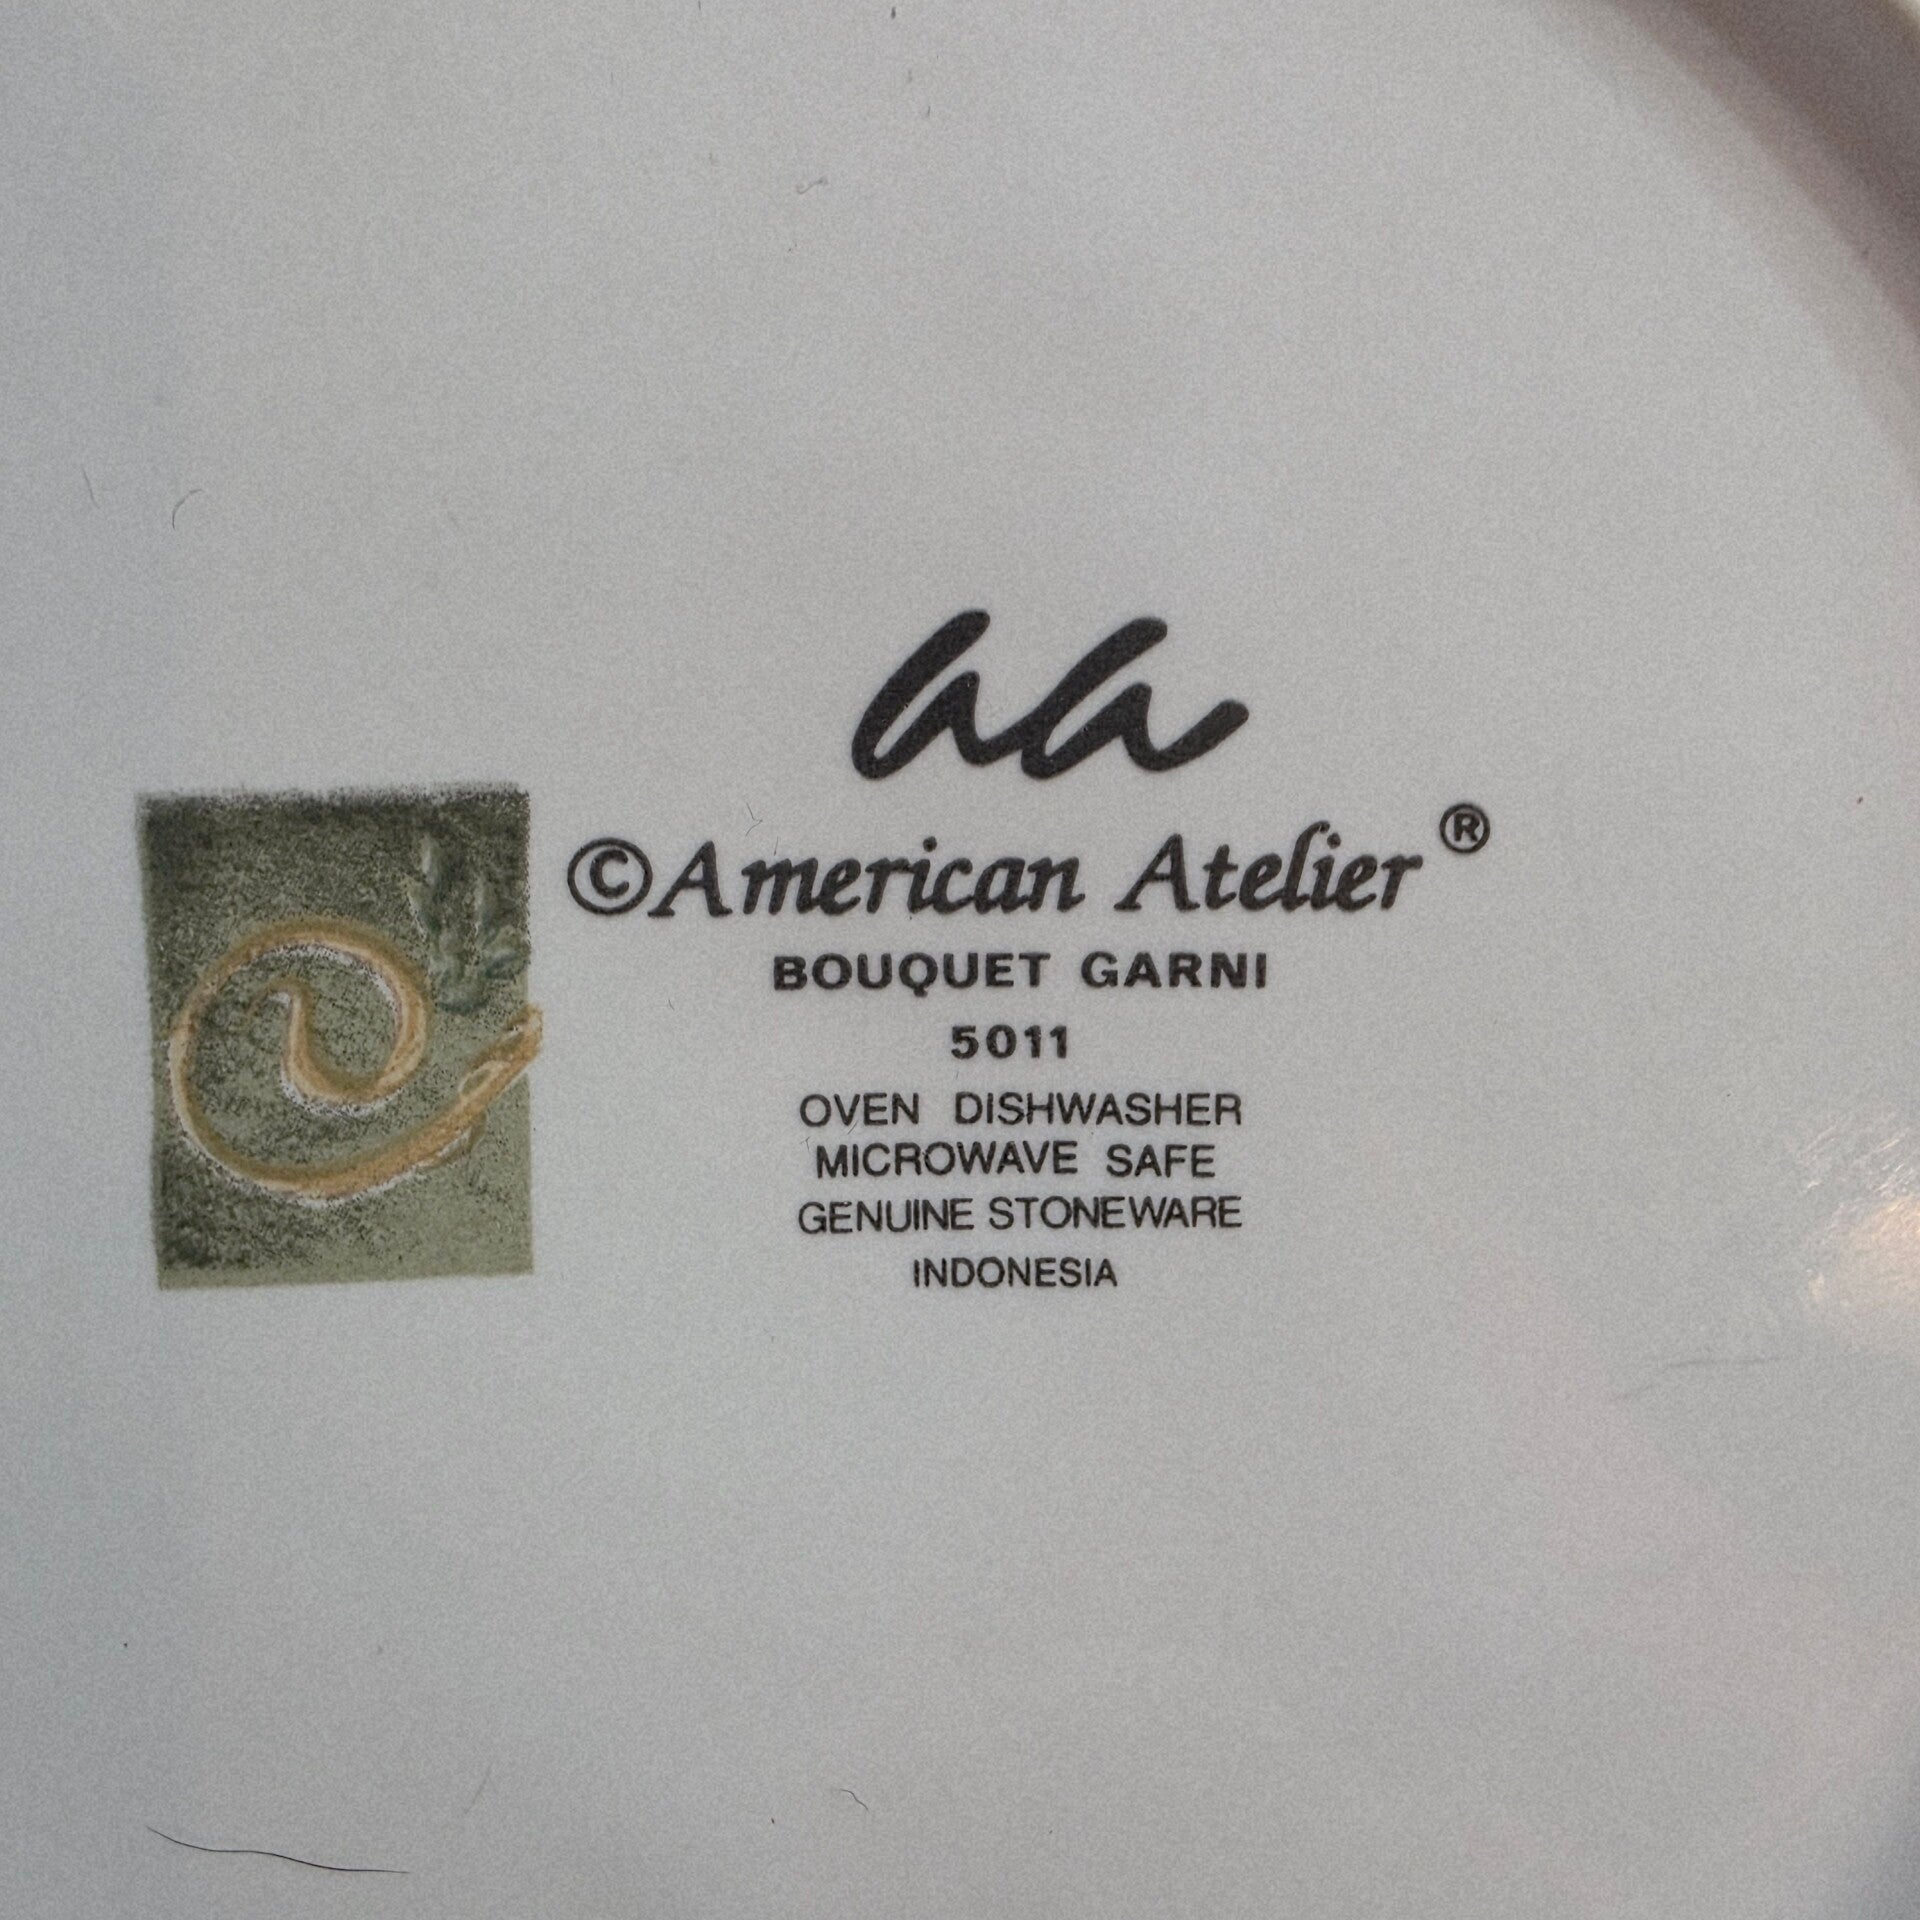 aa
©American Atelier®
BOUQUET GARNI
5011
OVEN DISHWASHER
MICROWAVE SAFE
GENUINE STONEWARE
INDONESIA